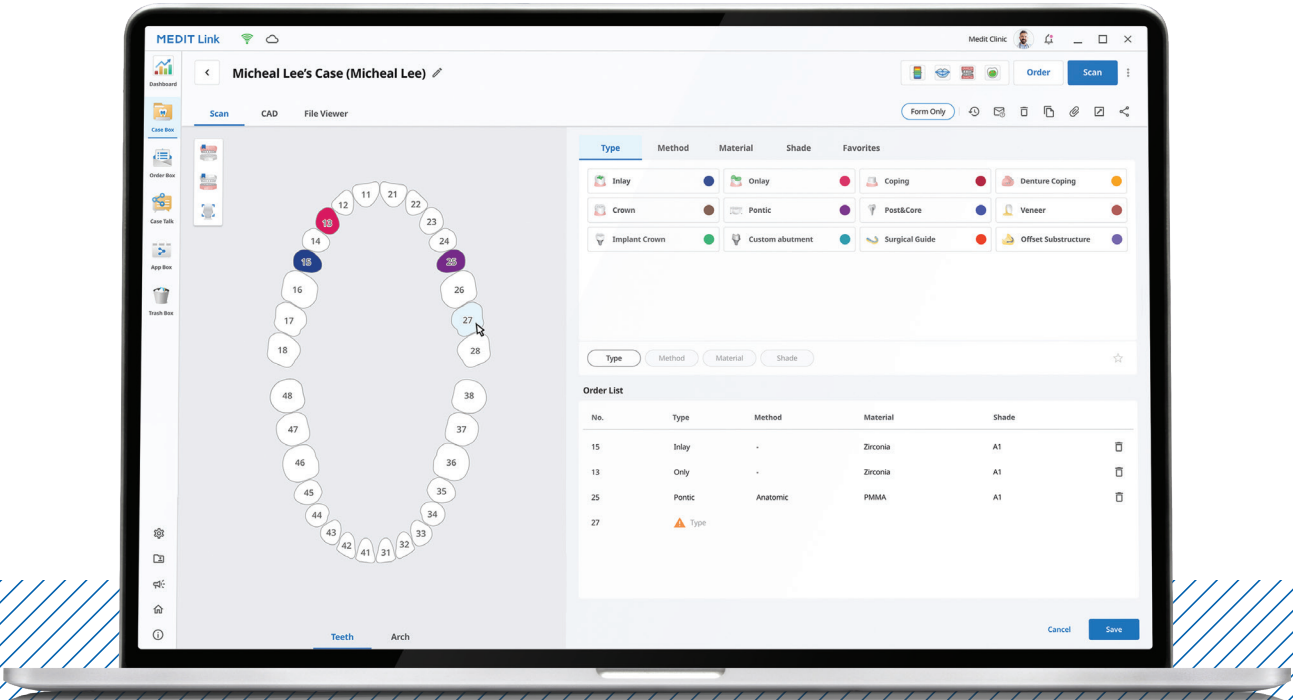 MEDIT Link
Medit Clinic
Dashboard
Case Box
Order Box
Case Talk
App Box
Trash Box
Micheal Lee's Case (Micheal Lee)
Order
Scan
Scan
CAD
File Viewer
Form Only
11
21
12
22
13
23
14
24
15
25
16
26
17
27
18
28
48
38
47
37
46
36
45
35
44
34
43
33
42
32
41
31
Teeth
Arch
Type
Method
Material
Shade
Favorites
Inlay
Onlay
Coping
Denture Coping
Crown
Pontic
Post&Core
Veneer
Implant Crown
Custom abutment
Surgical Guide
Offset Substructure
Type
Method
Material
Shade
Order List
No. Type Method Material Shade
15 Inlay - Zirconia A1
13 Only - Zirconia A1
25 Pontic Anatomic PMMA A1
27 Type
Cancel
Save